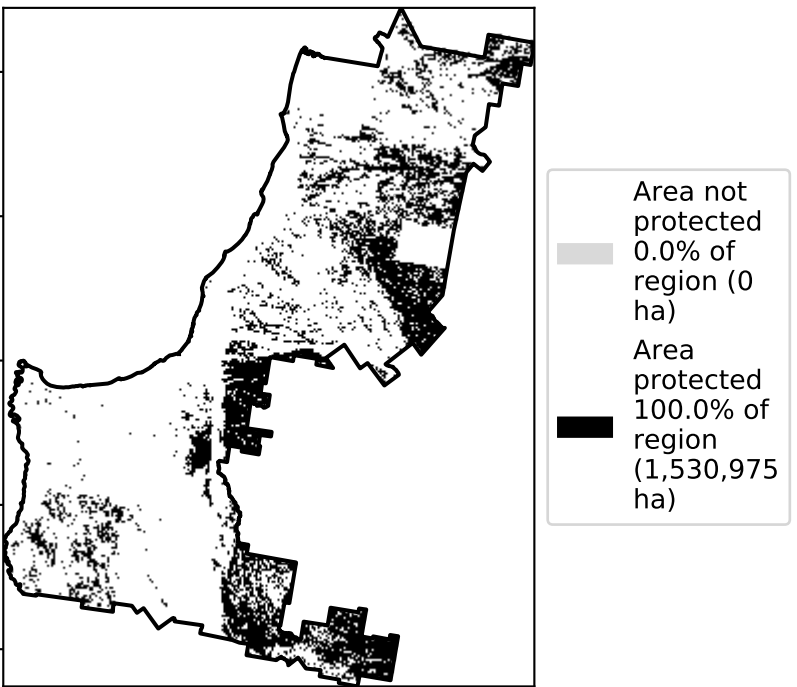 Area not
protected
0.0% of
region (0
ha)
Area
protected
100.0% of
region
(1,530,975
ha)